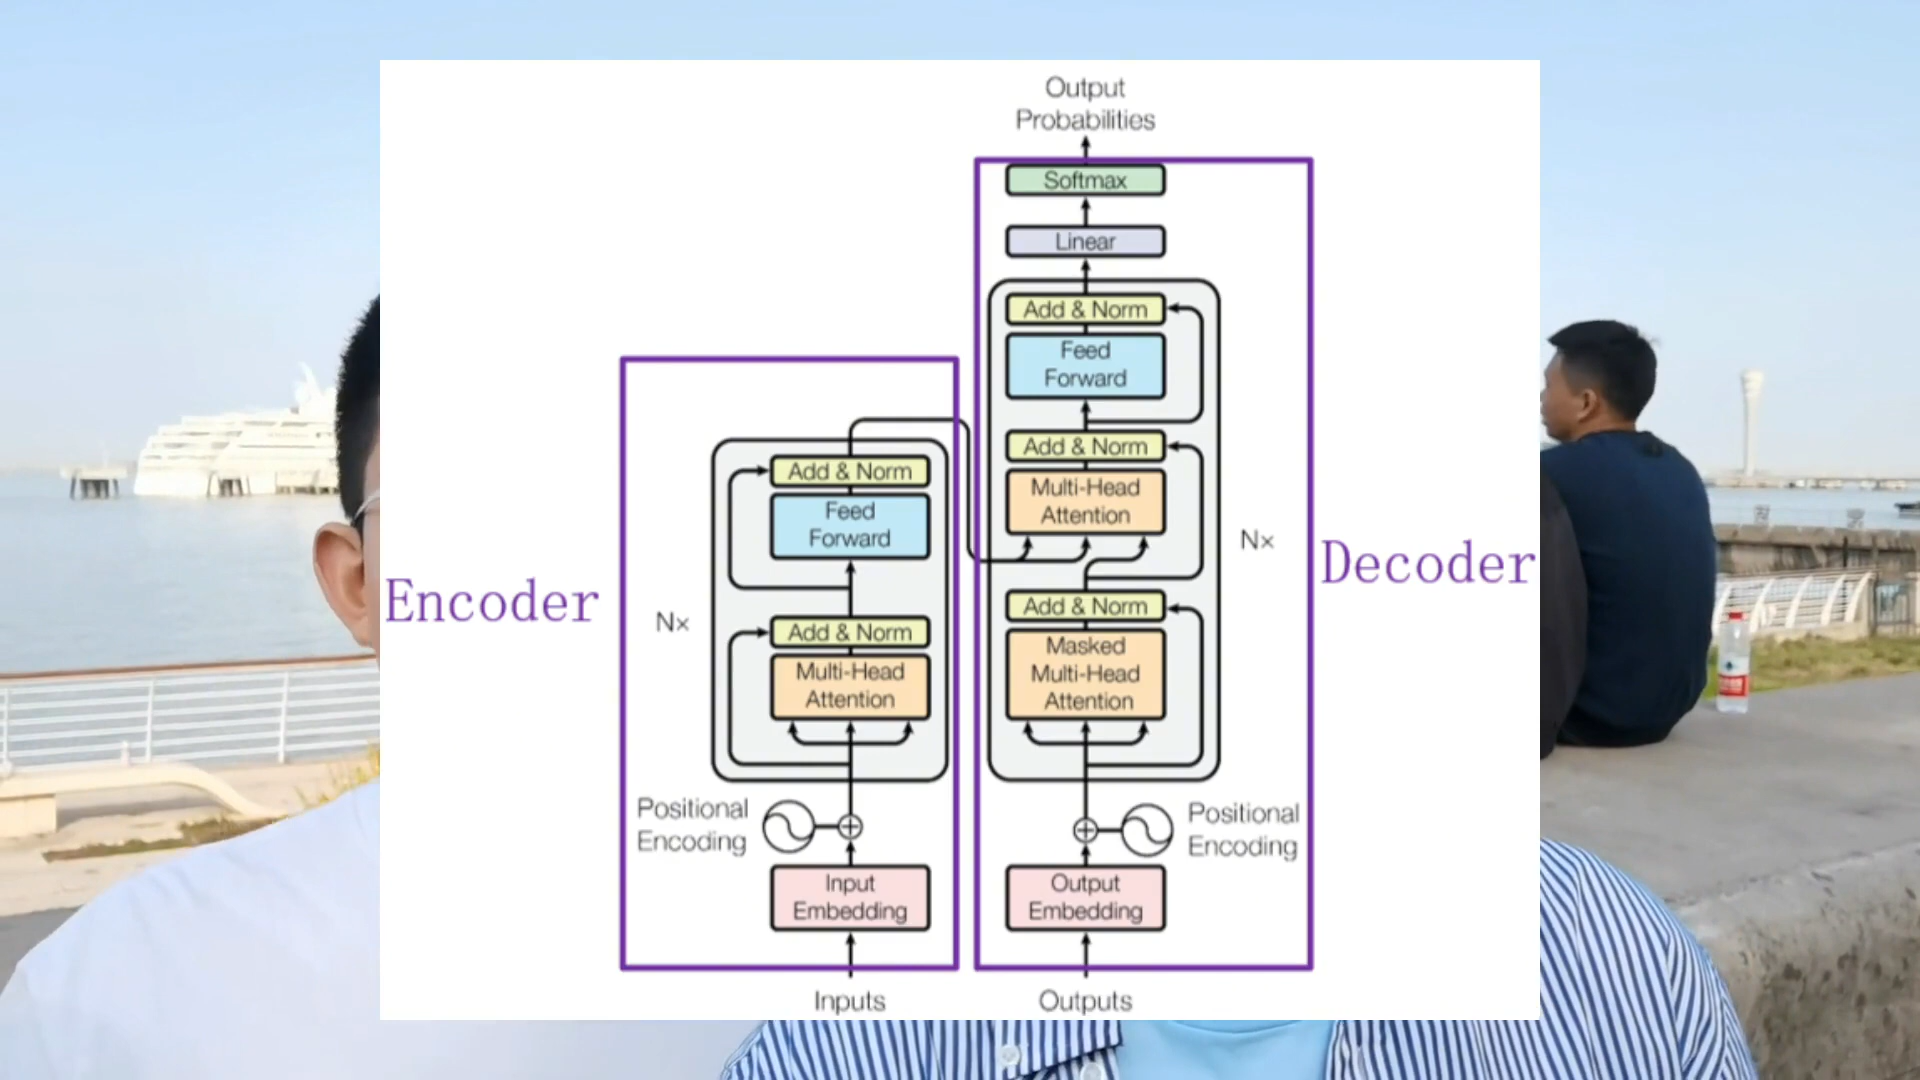 Output
Probabilities
Softmax
Linear
Add & Norm
Feed
Forward
Add & Norm
Multi-Head
Attention
Nx
Decoder
Add & Norm
Masked
Multi-Head
Attention
Positional
Encoding
Output
Embedding
Outputs
Encoder
Nx
Add & Norm
Feed
Forward
Add & Norm
Multi-Head
Attention
Positional
Encoding
Input
Embedding
Inputs